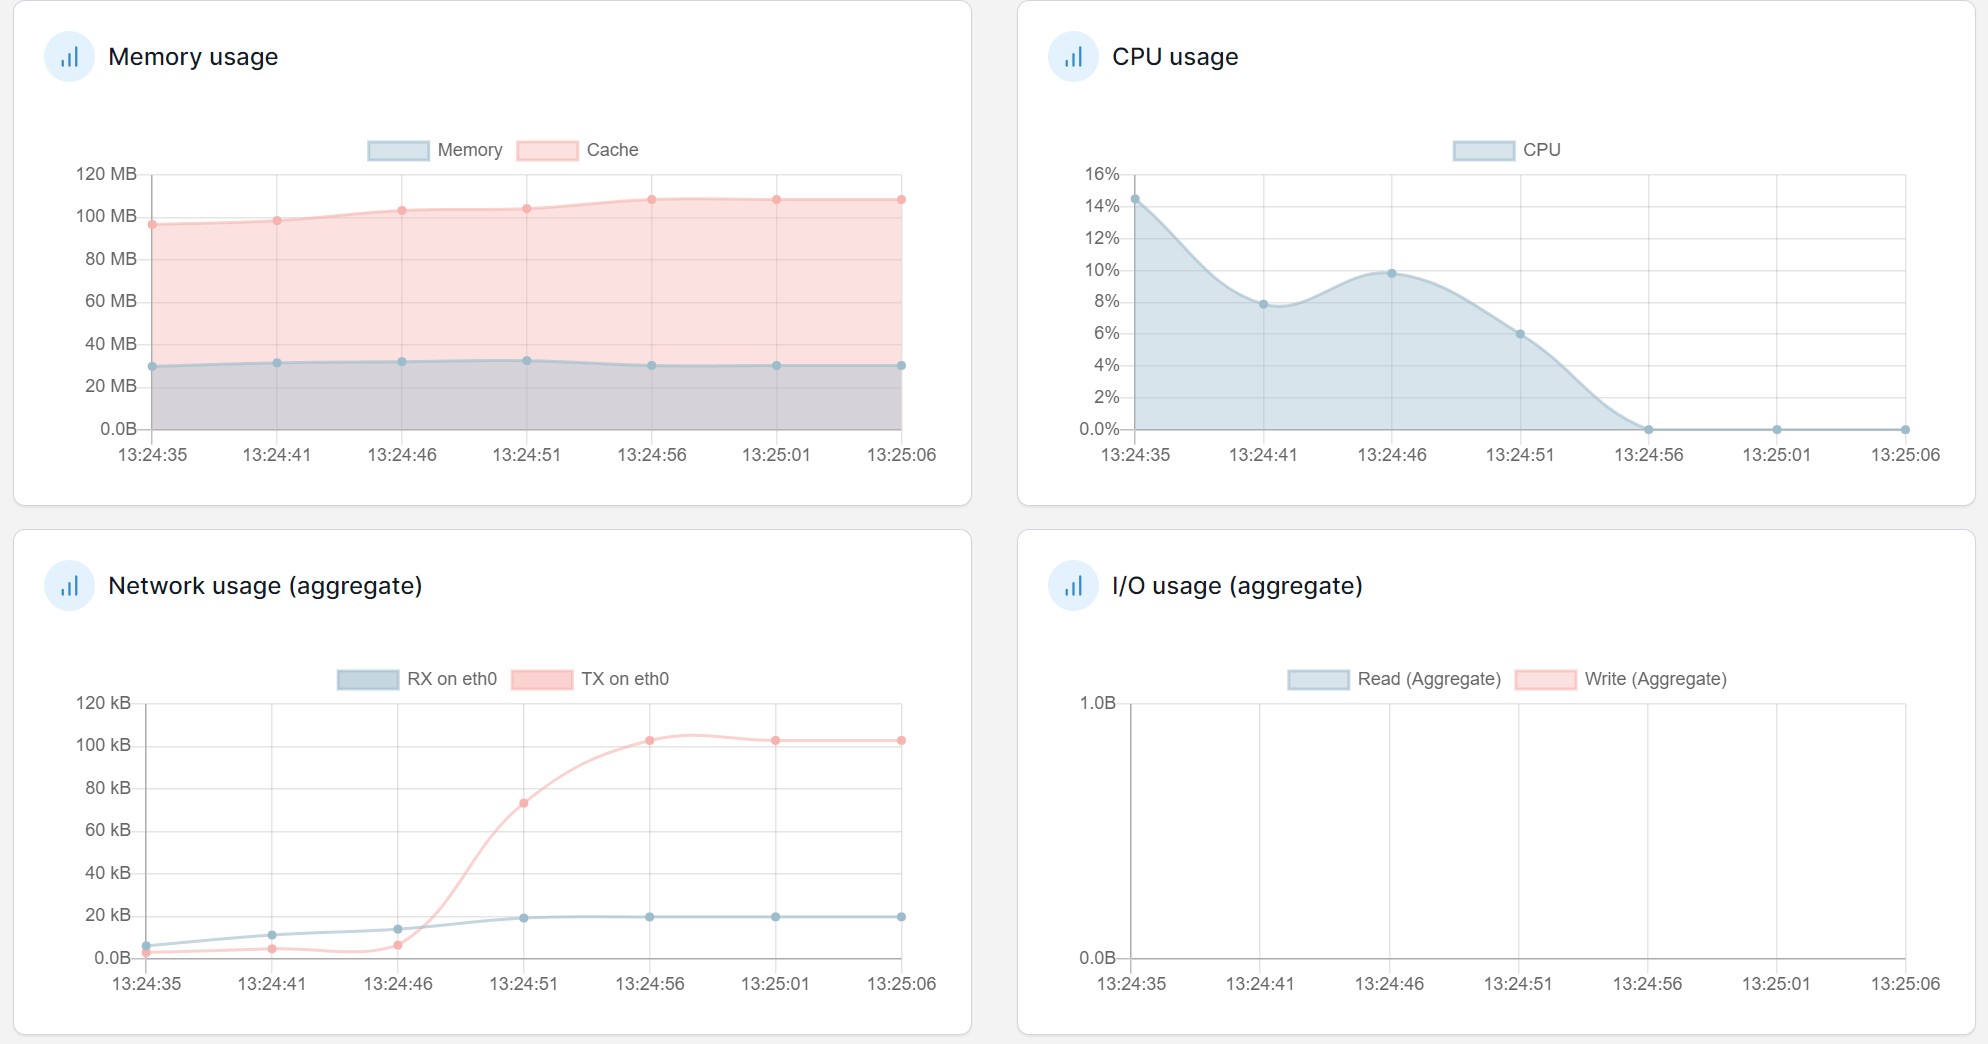 Memory usage
Memory Cache
120 MB
100 MB
80 MB
60 MB
40 MB
20 MB
0.0B
13:24:35 13:24:41 13:24:46 13:24:51 13:24:56 13:25:01 13:25:06
CPU usage
CPU
16%
14%
12%
10%
8%
6%
4%
2%
0.0%
13:24:35 13:24:41 13:24:46 13:24:51 13:24:56 13:25:01 13:25:06
Network usage (aggregate)
RX on eth0 TX on eth0
120 kB
100 kB
80 kB
60 kB
40 kB
20 kB
0.0B
13:24:35 13:24:41 13:24:46 13:24:51 13:24:56 13:25:01 13:25:06
I/O usage (aggregate)
Read (Aggregate) Write (Aggregate)
1.0B
0.0B
13:24:35 13:24:41 13:24:46 13:24:51 13:24:56 13:25:01 13:25:06